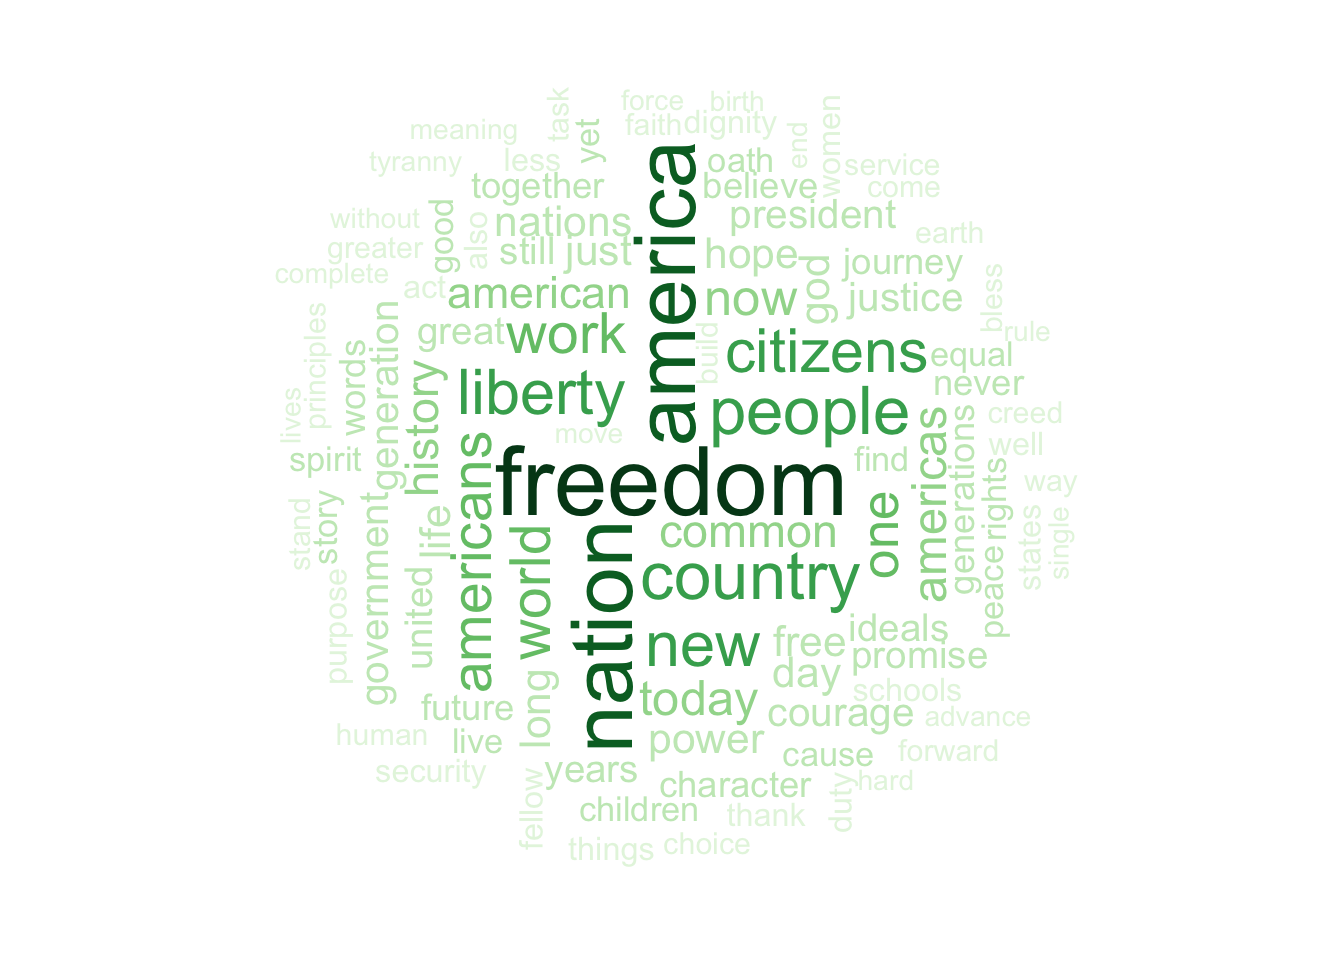 force
birth
task
meaning
faith
dignity
yet
end
women
tyranny
less
oath
service
together
believe
come
without
good
also
nations
america
president
greater
still
just
hope
god
journey
earth
complete
act
american
now
justice
bless
principles
generation
great
work
build
citizens
rule
words
equal
history
liberty
people
never
lives
move
americas
generations
creed
well
spirit
americans
freedom
find
rights
way
stand
story
government
life
world
nation
common
one
peace
states
single
purpose
united
country
new
free
ideals
day
promise
long
today
schools
future
courage
advance
human
live
power
cause
forward
security
years
character
duty
hard
fellow
children
thank
things
choice